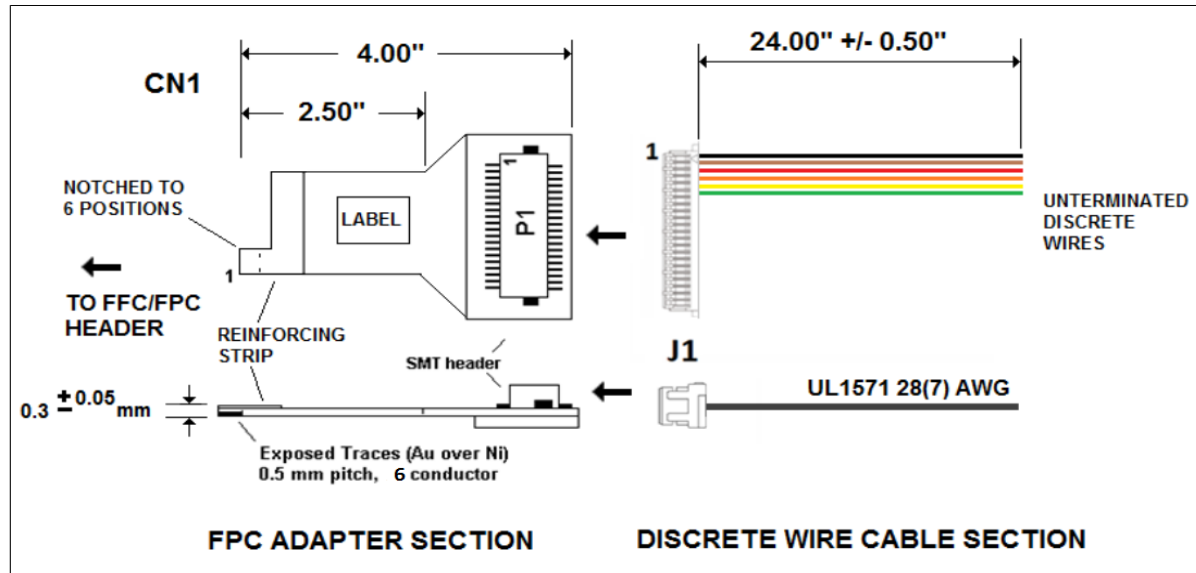 4.00"
24.00" +/- 0.50"
CN1
2.50"
1
1
NOTCHED TO
6 POSITIONS
LABEL
P1
UNTERMINATED
DISCRETE
WIRES
1
TO FFC/FPC
HEADER
REINFORCING
STRIP
SMT header
J1
0.3 ± 0.05 mm
UL1571 28(7) AWG
Exposed Traces (Au over Ni)
0.5 mm pitch, 6 conductor
FPC ADAPTER SECTION
DISCRETE WIRE CABLE SECTION